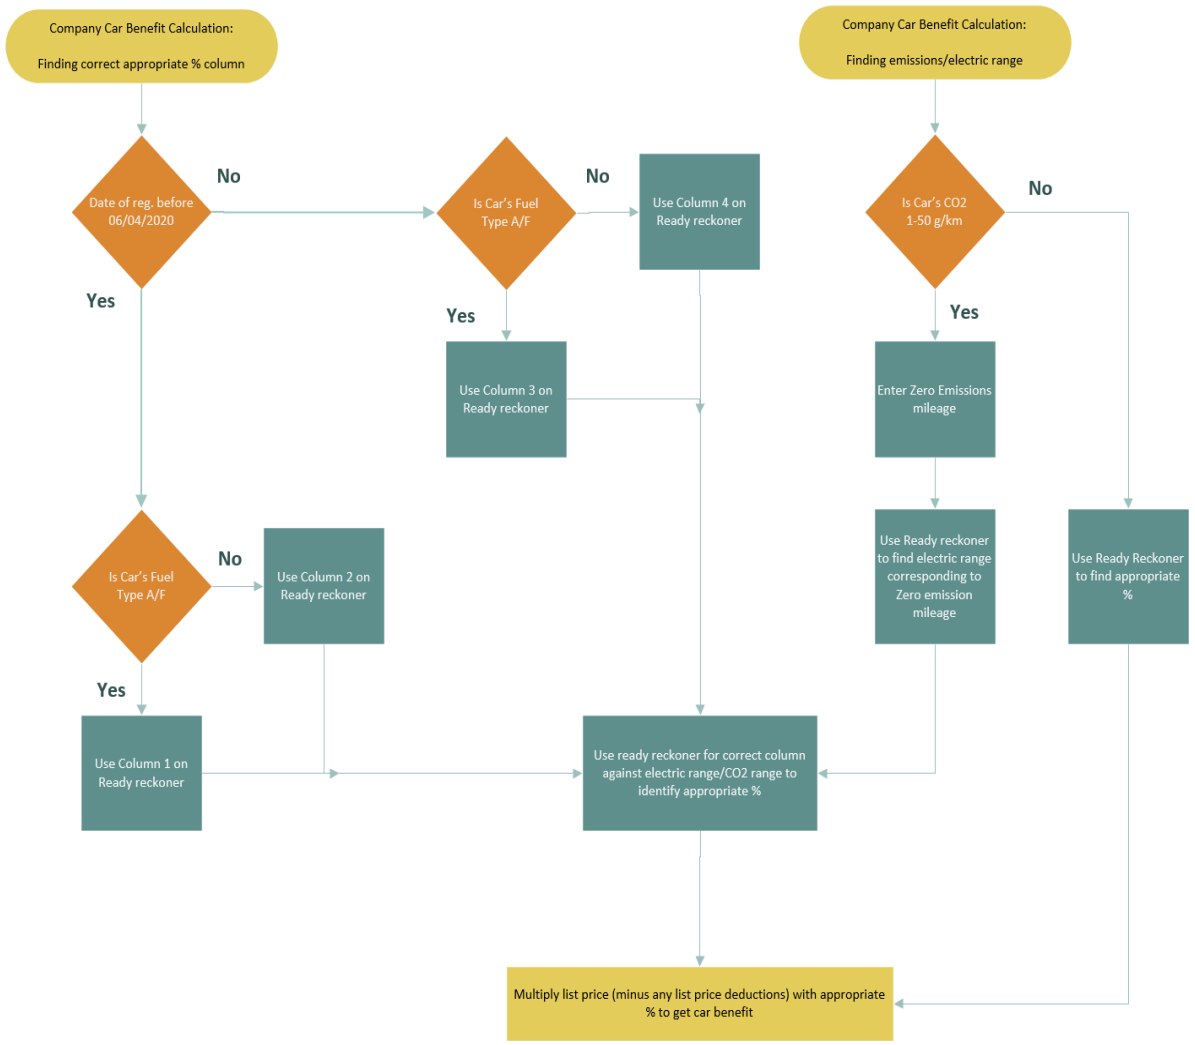 Company Car Benefit Calculation:
Finding correct appropriate % column
Company Car Benefit Calculation:
Finding emissions/electric range
Date of reg. before
06/04/2020
No
Is Car's Fuel
Type A/F
No
Use Column 4 on
Ready reckoner
Is Car's CO2
1-50 g/km
No
Yes
Yes
Yes
Use Column 3 on
Ready reckoner
Enter Zero Emissions
mileage
Is Car's Fuel
Type A/F
No
Use Column 2 on
Ready reckoner
Use Ready reckoner
to find electric range
corresponding to
Zero emission
mileage
Use Ready Reckoner
to find appropriate
%
Yes
Use Column 1 on
Ready reckoner
Use ready reckoner for correct column
against electric range/CO2 range to
identify appropriate %
Multiply list price (minus any list price deductions) with appropriate
% to get car benefit